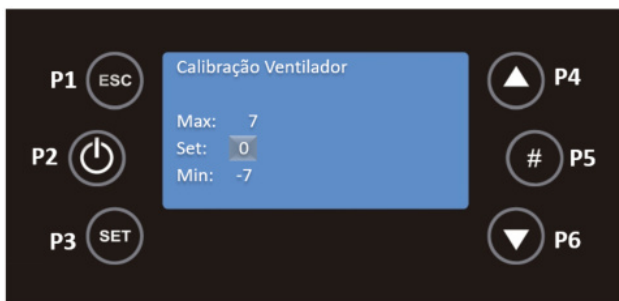 P1 ESC
P2
P3 SET
Calibração Ventilador
Max: 7
Set: 0
Min: -7
P4
# P5
P6